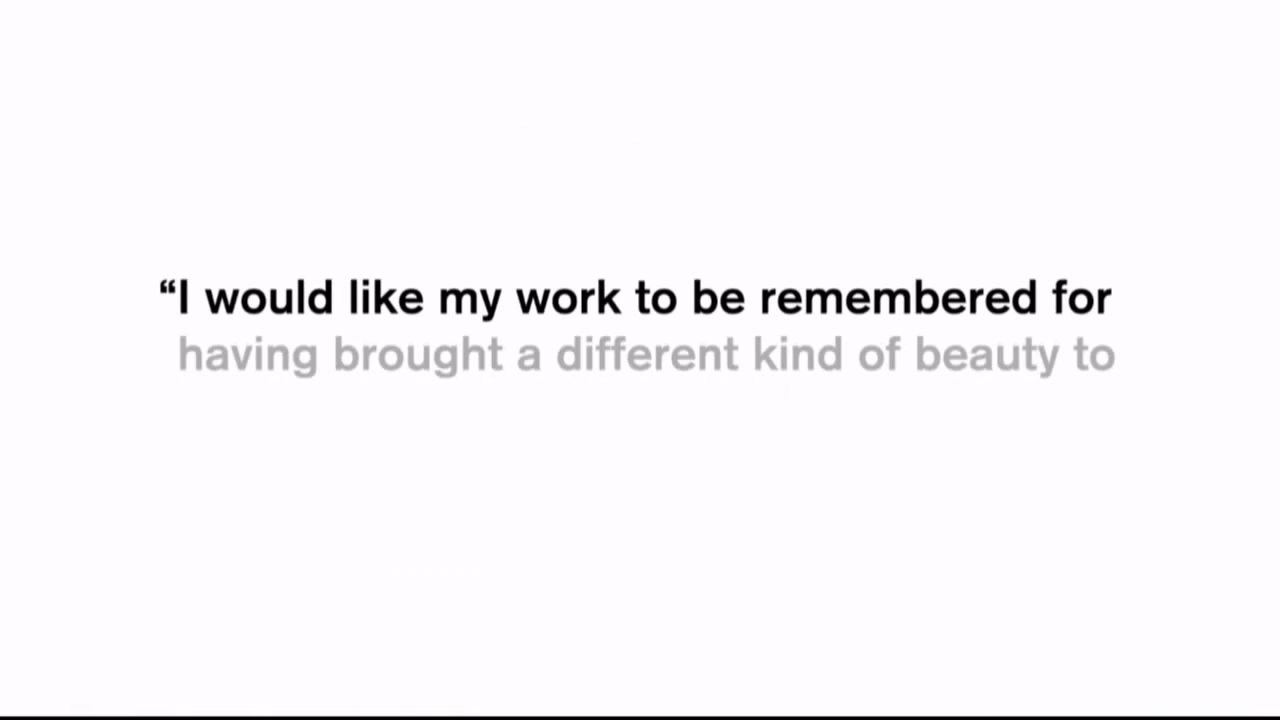 “I would like my work to be remembered for
having brought a different kind of beauty to